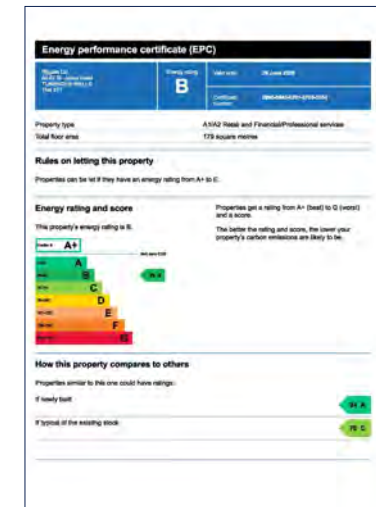 Energy performance certificate (EPC)
Energy rating
B
Valid until
Certificate
number
Property type
A1/A2 Retail and Financial/Professional services
Total floor area
179 square metres
Rules on letting this property
Properties can be let if they have an energy rating from A+ to E.
Energy rating and score
This property's energy rating is B.
Properties get a rating from A+ (best) to G (worst)
and a score.
The better the rating and score, the lower your
property's carbon emissions are likely to be.
A+
A
B
C
D
E
F
G
How this property compares to others
Properties similar to this one could have ratings:
If newly built
A
If typical of the existing stock
C